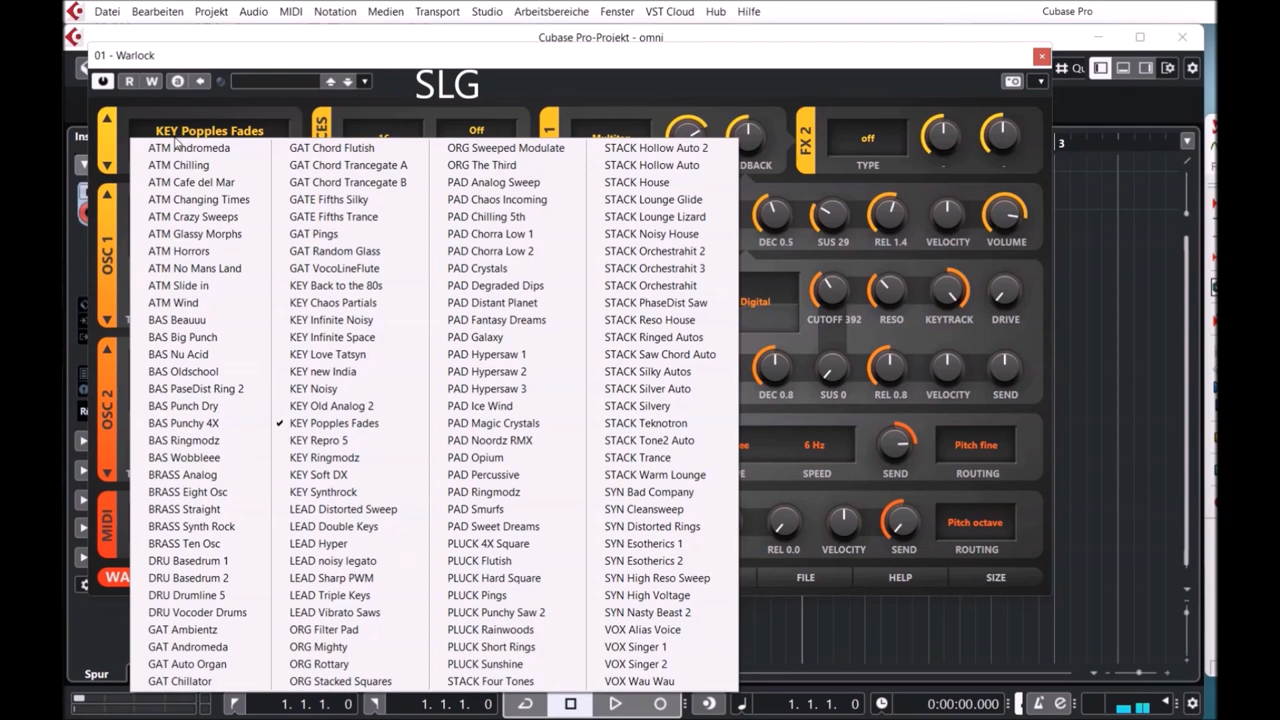 Datei Bearbeiten Projekt Audio MIDI Notation Medien Transport Studio Arbeitsbereiche Fenster VST Cloud Hub Hilfe Cubase Pro
Cubase Pro-Projekt - omni
01 - Warlock
R W a SLG
KEY Popples Fades
16 Off off
TYPE
FX 2
3
ATM Andromeda
ATM Chilling
ATM Cafe del Mar
ATM Changing Times
ATM Crazy Sweeps
ATM Glassy Morphs
ATM Horrors
ATM No Mans Land
ATM Slide in
ATM Wind
BAS Beauuu
BAS Big Punch
BAS Nu Acid
BAS Oldschool
BAS PaseDist Ring 2
BAS Punch Dry
BAS Punchy 4X
BAS Ringmodz
BAS Wobbleee
BRASS Analog
BRASS Eight Osc
BRASS Straight
BRASS Synth Rock
BRASS Ten Osc
DRU Basedrum 1
DRU Basedrum 2
DRU Drumline 5
DRU Vocoder Drums
GAT Ambientz
GAT Andromeda
GAT Auto Organ
GAT Chillator
GAT Chord Flutish
GAT Chord Trancegate A
GAT Chord Trancegate B
GATE Fifths Silky
GATE Fifths Trance
GAT Pings
GAT Random Glass
GAT VocoLineFlute
KEY Back to the 80s
KEY Chaos Partials
KEY Infinite Noisy
KEY Infinite Space
KEY Love Tatsyn
KEY new India
KEY Noisy
KEY Old Analog 2
KEY Popples Fades
KEY Repro 5
KEY Ringmodz
KEY Soft DX
KEY Synthrock
LEAD Distorted Sweep
LEAD Double Keys
LEAD Hyper
LEAD noisy legato
LEAD Sharp PWM
LEAD Triple Keys
LEAD Vibrato Saws
ORG Filter Pad
ORG Mighty
ORG Rottary
ORG Stacked Squares
ORG Sweeped Modulate
ORG The Third
PAD Analog Sweep
PAD Chaos Incoming
PAD Chilling 5th
PAD Chorra Low 1
PAD Chorra Low 2
PAD Crystals
PAD Degraded Dips
PAD Distant Planet
PAD Fantasy Dreams
PAD Galaxy
PAD Hypersaw 1
PAD Hypersaw 2
PAD Hypersaw 3
PAD Ice Wind
PAD Magic Crystals
PAD Noordz RMX
PAD Opium
PAD Percussive
PAD Ringmodz
PAD Smurfs
PAD Sweet Dreams
PLUCK 4X Square
PLUCK Flutish
PLUCK Hard Square
PLUCK Pings
PLUCK Punchy Saw 2
PLUCK Rainwoods
PLUCK Short Rings
PLUCK Sunshine
STACK Four Tones
STACK Hollow Auto 2
STACK Hollow Auto
STACK House
STACK Lounge Glide
STACK Lounge Lizard
STACK Noisy House
STACK Orchestrahit 2
STACK Orchestrahit 3
STACK Orchestrahit
STACK PhaseDist Saw
STACK Reso House
STACK Ringed Autos
STACK Saw Chord Auto
STACK Silky Autos
STACK Silver Auto
STACK Silvery
STACK Teknotron
STACK Tone2 Auto
STACK Trance
STACK Warm Lounge
SYN Bad Company
SYN Cleansweep
SYN Distorted Rings
SYN Esotherics 1
SYN Esotherics 2
SYN High Reso Sweep
SYN High Voltage
SYN Nasty Beast 2
VOX Alias Voice
VOX Singer 1
VOX Singer 2
VOX Wau Wau
OSC 1
OSC 2
MIDI
DEC 0.5 SUS 29 REL 1.4 VELOCITY VOLUME
Digital
CUTOFF 392 RESO KEYTRACK DRIVE
DEC 0.8 SUS 0 REL 0.8 VELOCITY SEND
6 Hz Pitch fine
SPEED SEND ROUTING
Pitch octave
REL 0.0 VELOCITY SEND ROUTING
FILE HELP SIZE
Spur
1. 1. 1. 0 1. 1. 1. 0 1. 1. 1. 0 0:00:00.000